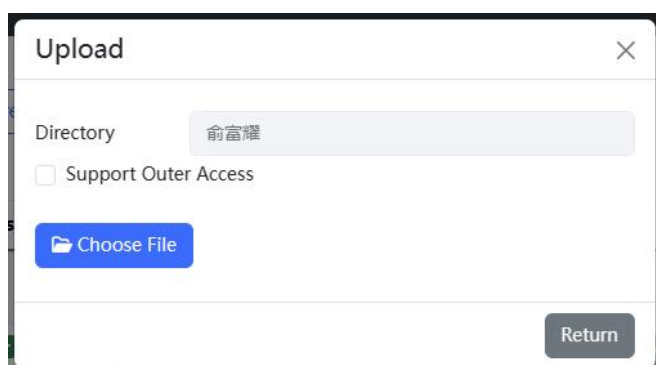 Upload
Directory 俞富耀
Support Outer Access
Choose File
Return